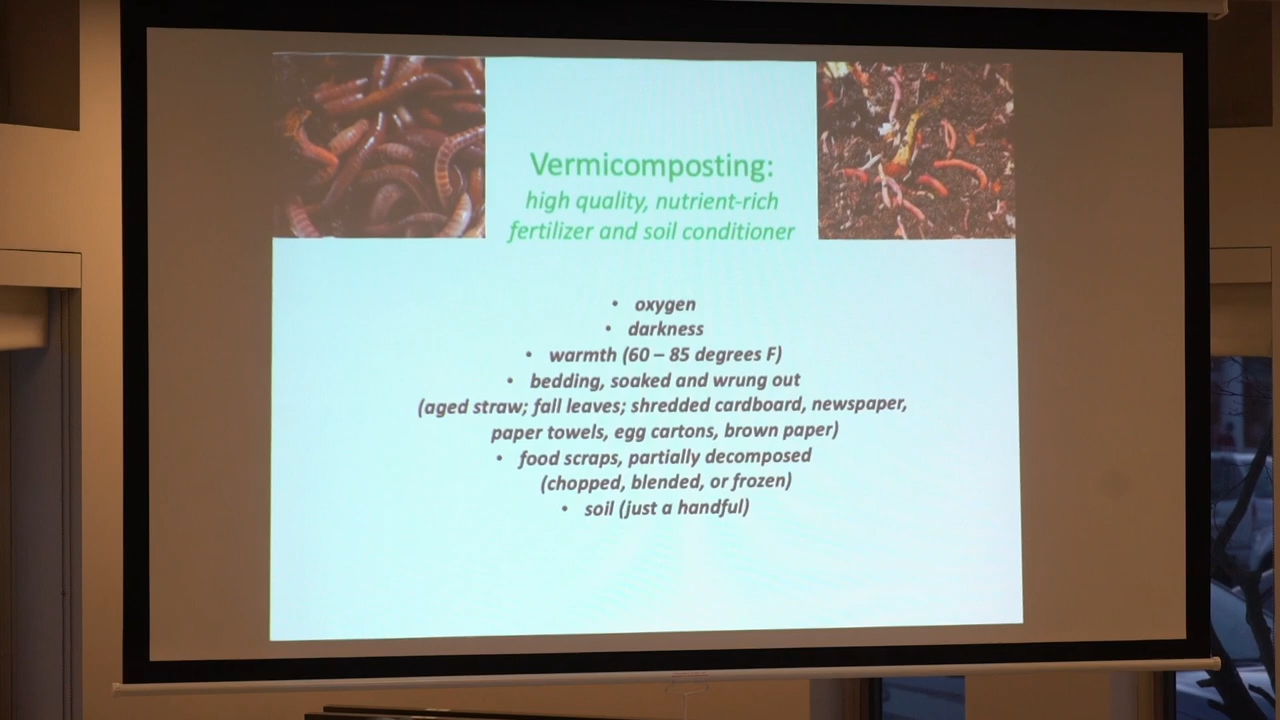 Vermicomposting:
high quality, nutrient-rich
fertilizer and soil conditioner
• oxygen
• darkness
• warmth (60 – 85 degrees F)
• bedding, soaked and wrung out
(aged straw; fall leaves; shredded cardboard, newspaper,
paper towels, egg cartons, brown paper)
• food scraps, partially decomposed
(chopped, blended, or frozen)
• soil (just a handful)